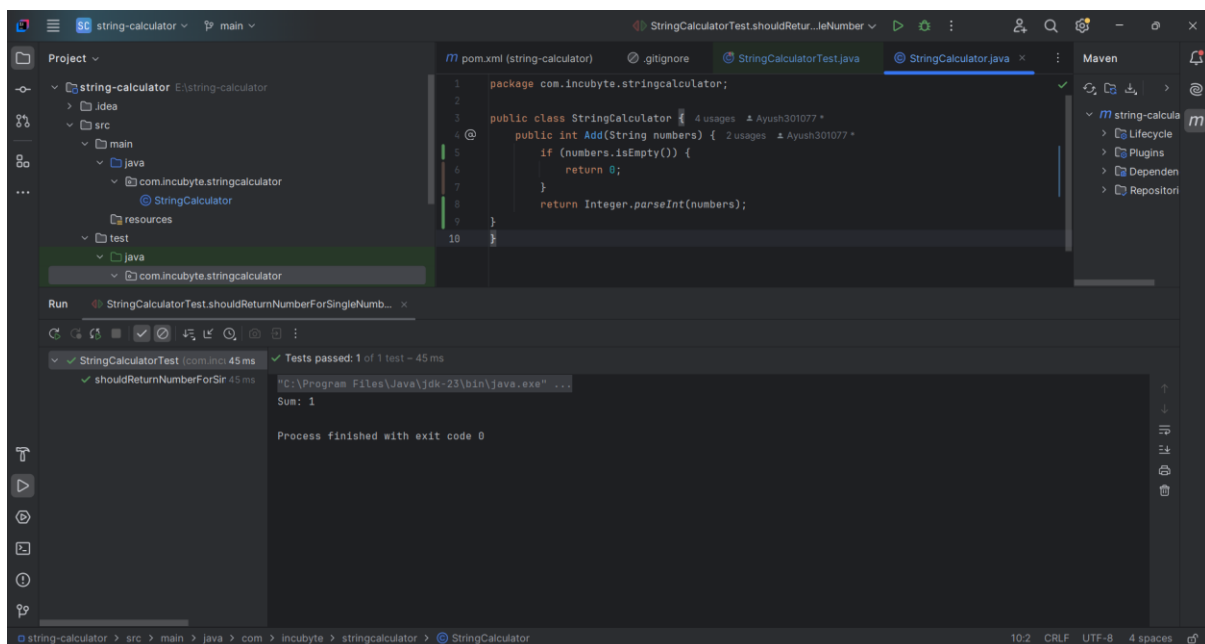 SC string-calculator main StringCalculatorTest.shouldRetur...leNumber
Project
string-calculator E:\string-calculator
.idea
src
main
java
com.incubyte.stringcalculator
StringCalculator
resources
test
java
com.incubyte.stringcalculator
m pom.xml (string-calculator) .gitignore StringCalculatorTest.java StringCalculator.java
1 package com.incubyte.stringcalculator;
2
3 public class StringCalculator { 4 usages Ayush301077 *
4 @ public int Add(String numbers) { 2 usages Ayush301077 *
5 if (numbers.isEmpty()) {
6 return 0;
7 }
8 return Integer.parseInt(numbers);
9 }
10 }
Maven
m string-calcula
Lifecycle
Plugins
Dependen
Repositori
m
Run StringCalculatorTest.shouldReturnNumberForSingleNumb...
StringCalculatorTest (com.inc 45 ms
shouldReturnNumberForSir 45 ms
Tests passed: 1 of 1 test – 45 ms
"C:\Program Files\Java\jdk-23\bin\java.exe" ...
Sum: 1
Process finished with exit code 0
string-calculator > src > main > java > com > incubyte > stringcalculator > StringCalculator
10:2 CRLF UTF-8 4 spaces